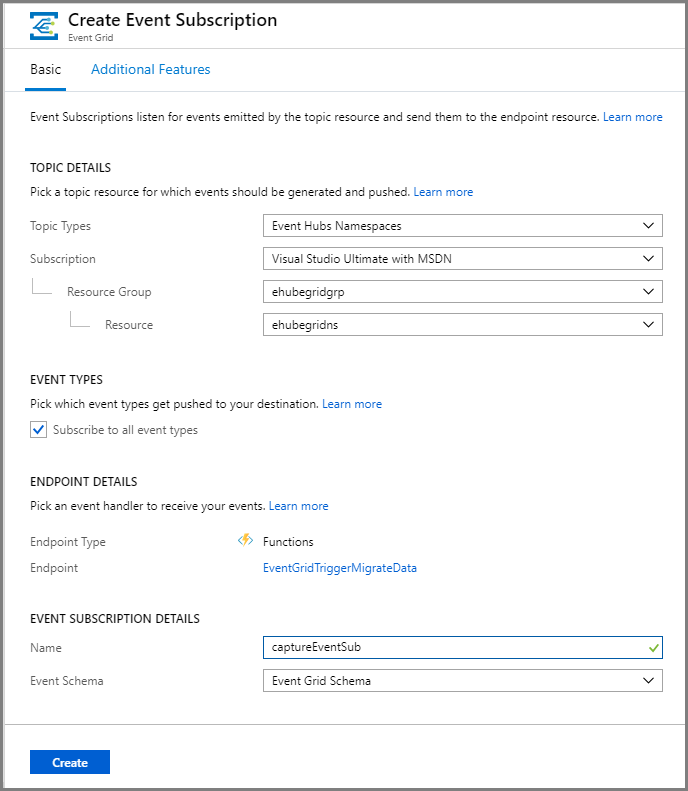 Create Event Subscription
Event Grid
Basic Additional Features
Event Subscriptions listen for events emitted by the topic resource and send them to the endpoint resource. Learn more
TOPIC DETAILS
Pick a topic resource for which events should be generated and pushed. Learn more
Topic Types Event Hubs Namespaces
Subscription Visual Studio Ultimate with MSDN
Resource Group ehubegridgrp
Resource ehubegridns
EVENT TYPES
Pick which event types get pushed to your destination. Learn more
Subscribe to all event types
ENDPOINT DETAILS
Pick an event handler to receive your events. Learn more
Endpoint Type Functions
Endpoint EventGridTriggerMigrateData
EVENT SUBSCRIPTION DETAILS
Name captureEventSub
Event Schema Event Grid Schema
Create